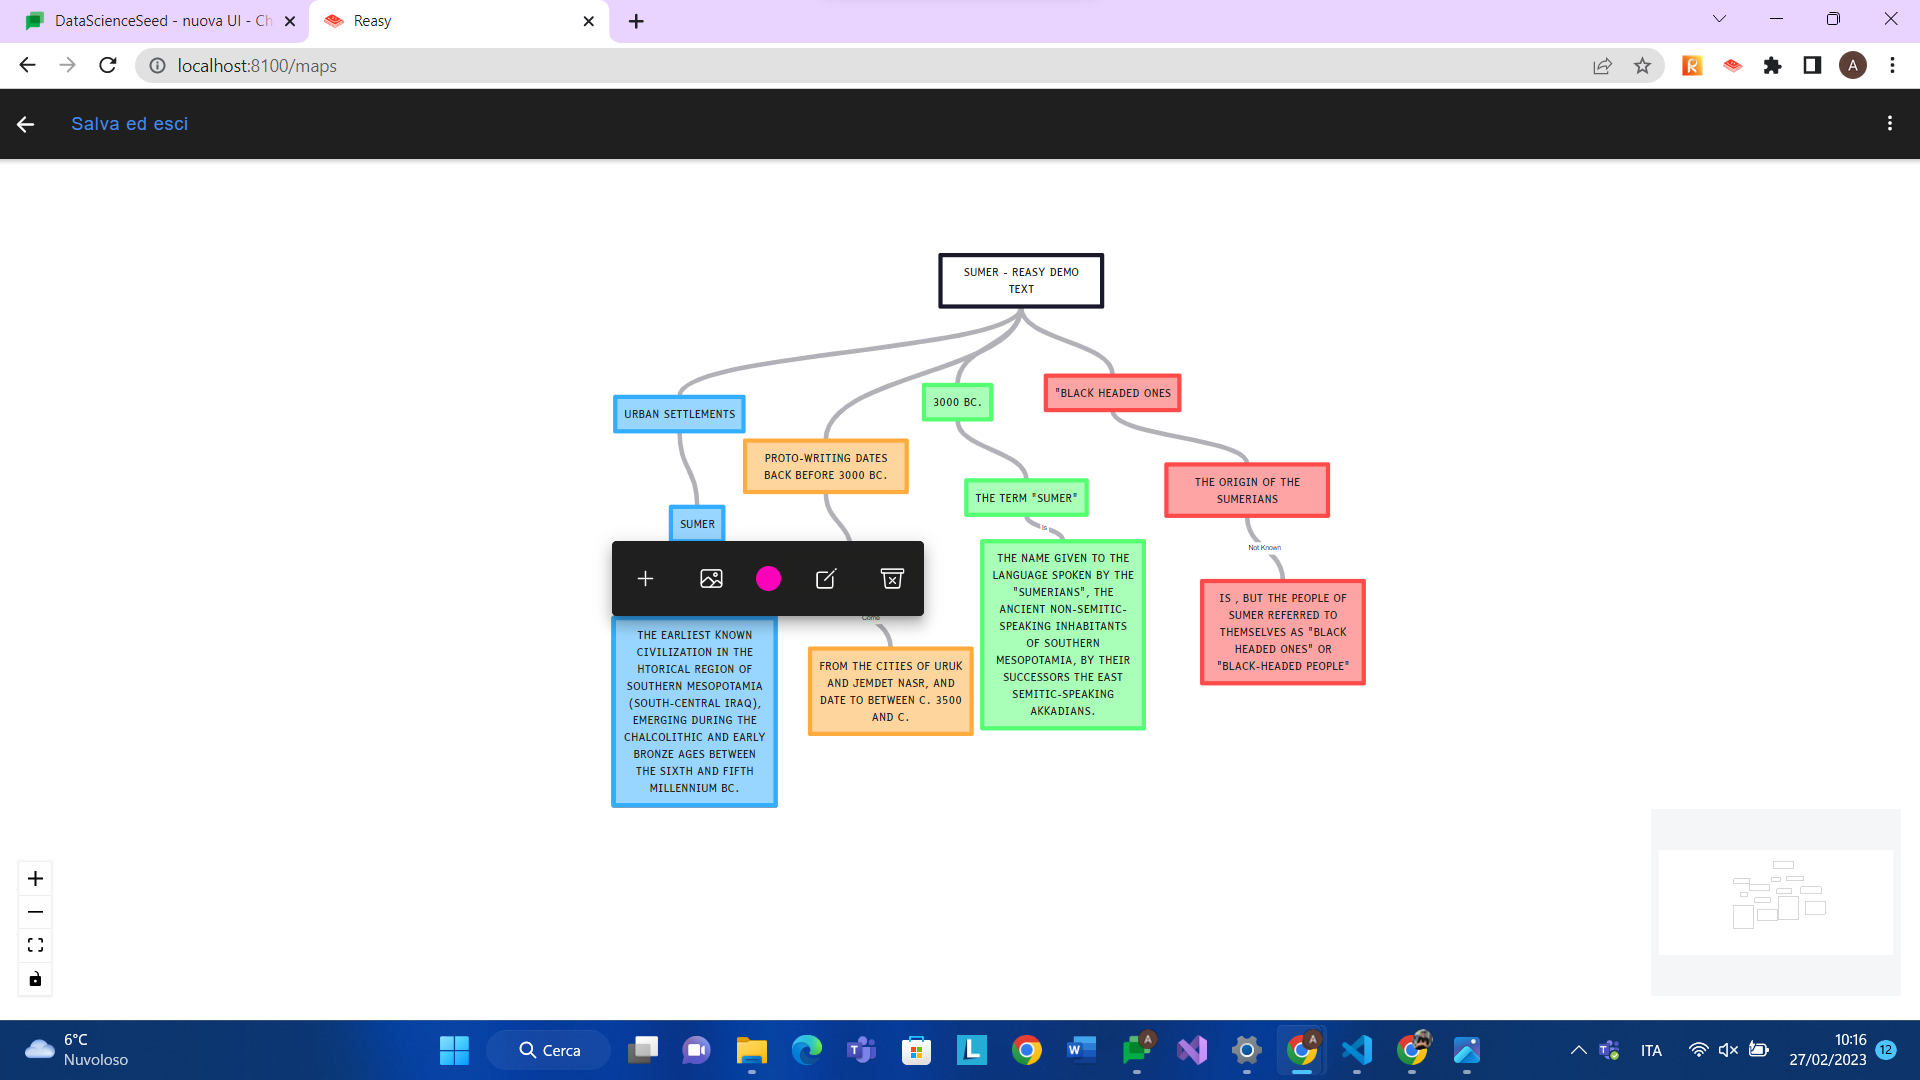 DataScienceSeed - nuova UI - Ch
Reasy
localhost:8100/maps
A
Salva ed esci
SUMER - REASY DEMO
TEXT
URBAN SETTLEMENTS
PROTO-WRITING DATES
BACK BEFORE 3000 BC.
3000 BC.
"BLACK HEADED ONES
SUMER
THE TERM "SUMER"
THE ORIGIN OF THE
SUMERIANS
Is
Not Known
Come
THE EARLIEST KNOWN
CIVILIZATION IN THE
HTORICAL REGION OF
SOUTHERN MESOPOTAMIA
(SOUTH-CENTRAL IRAQ),
EMERGING DURING THE
CHALCOLITHIC AND EARLY
BRONZE AGES BETWEEN
THE SIXTH AND FIFTH
MILLENNIUM BC.
FROM THE CITIES OF URUK
AND JEMDET NASR, AND
DATE TO BETWEEN C. 3500
AND C.
THE NAME GIVEN TO THE
LANGUAGE SPOKEN BY THE
"SUMERIANS", THE
ANCIENT NON-SEMITIC-
SPEAKING INHABITANTS
OF SOUTHERN
MESOPOTAMIA, BY THEIR
SUCCESSORS THE EAST
SEMITIC-SPEAKING
AKKADIANS.
IS , BUT THE PEOPLE OF
SUMER REFERRED TO
THEMSELVES AS "BLACK
HEADED ONES" OR
"BLACK-HEADED PEOPLE"
6°C
Nuvoloso
Cerca
ITA
10:16
27/02/2023
12